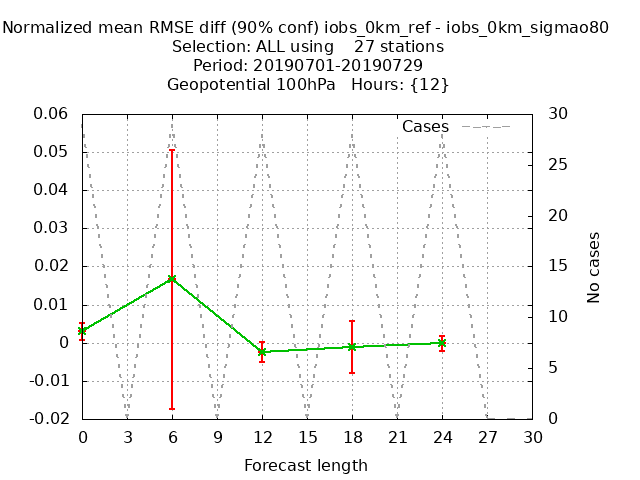 Normalized mean RMSE diff (90% conf) iobs_0km_ref - iobs_0km_sigmao80
Selection: ALL using    27 stations
Period: 20190701-20190729
Geopotential 100hPa   Hours: {12}
Cases
0.06
0.05
0.04
0.03
0.02
0.01
0
-0.01
-0.02
30
25
20
15
10
5
0
No cases
0 3 6 9 12 15 18 21 24 27 30
Forecast length